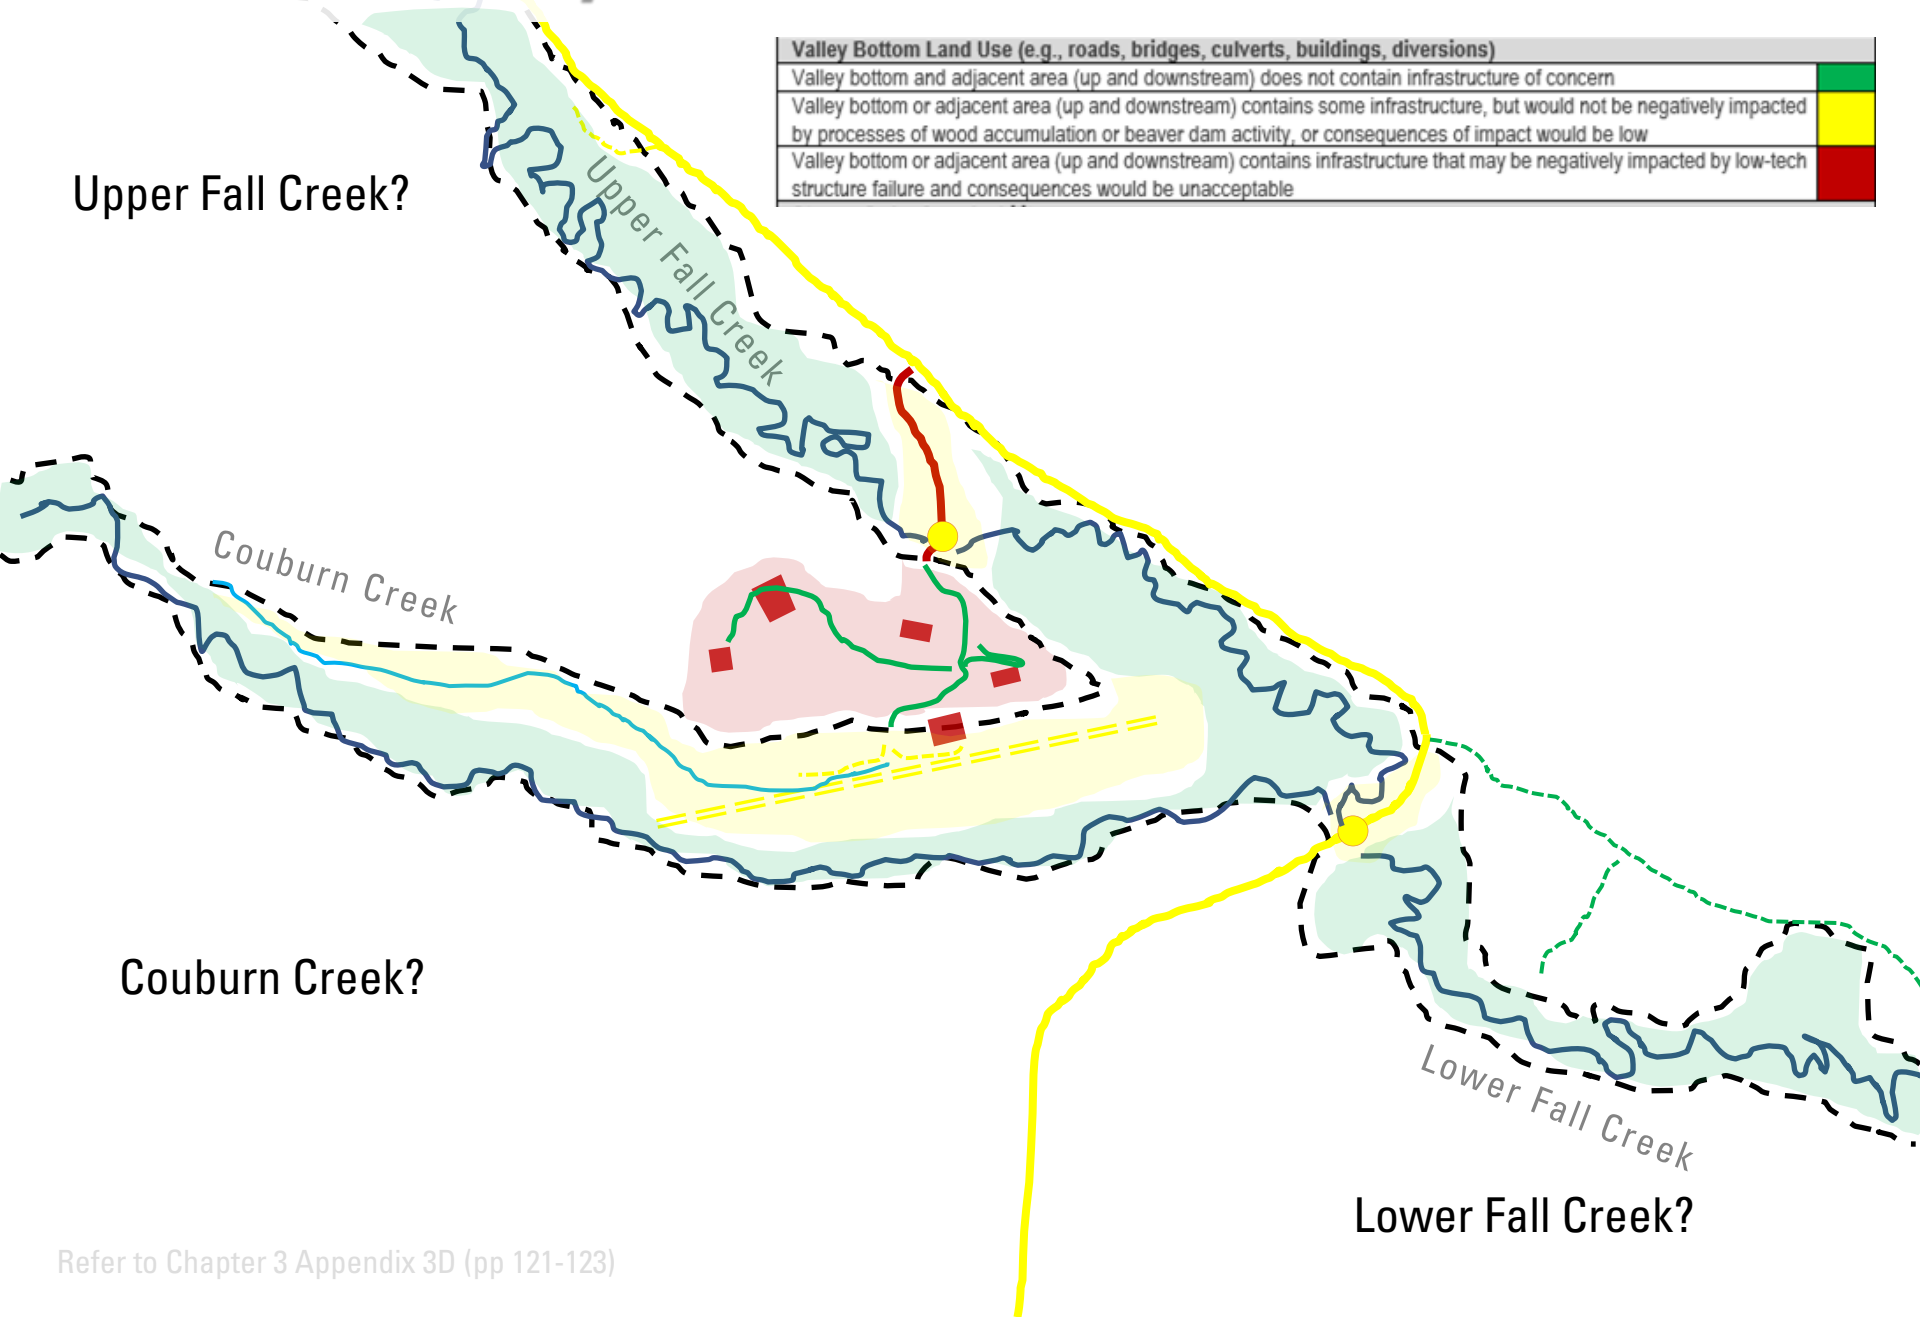 Valley Bottom Land Use (e.g., roads, bridges, culverts, buildings, diversions)
Valley bottom and adjacent area (up and downstream) does not contain infrastructure of concern
Valley bottom or adjacent area (up and downstream) contains some infrastructure, but would not be negatively impacted
by processes of wood accumulation or beaver dam activity, or consequences of impact would be low
Valley bottom or adjacent area (up and downstream) contains infrastructure that may be negatively impacted by low-tech
structure failure and consequences would be unacceptable
Upper Fall Creek?
Upper Fall Creek
Couburn Creek
Couburn Creek?
Lower Fall Creek
Lower Fall Creek?
Refer to Chapter 3 Appendix 3D (pp 121-123)